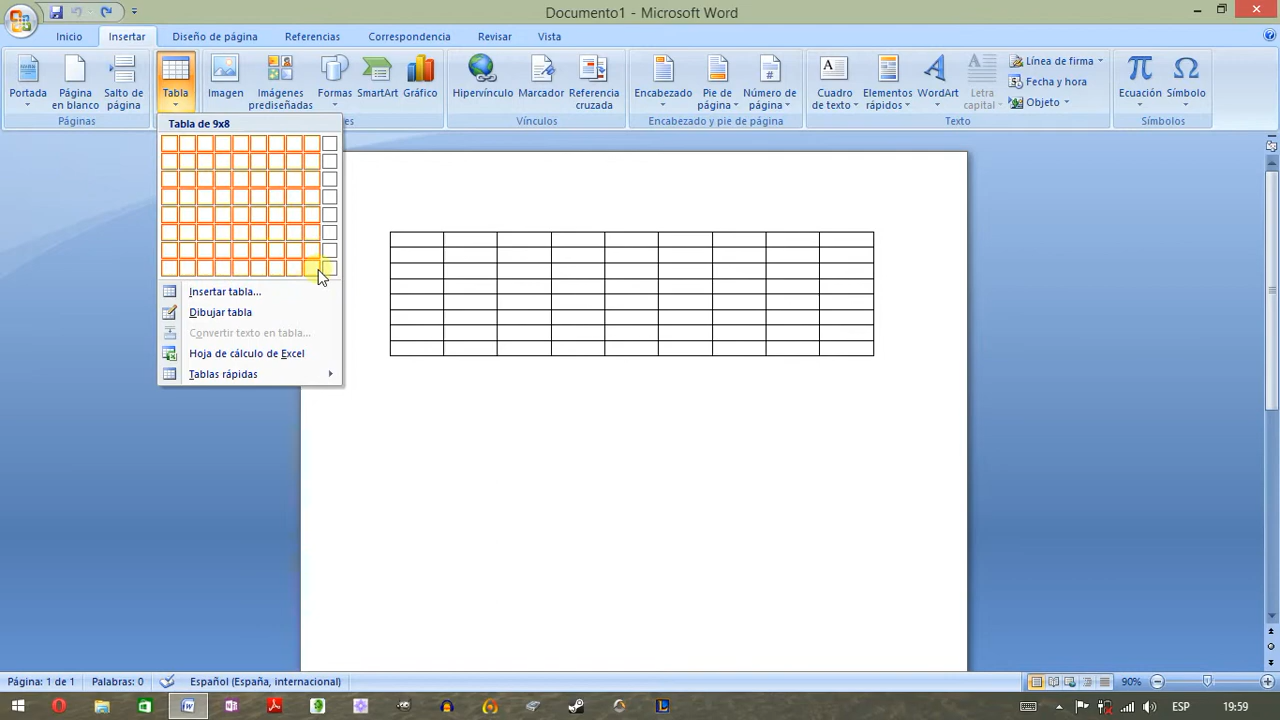 Documento1 - Microsoft Word
Inicio Insertar Diseño de página Referencias Correspondencia Revisar Vista
Portada
Página en blanco
Salto de página
Páginas
Tabla
Imagen
Imágenes prediseñadas
Formas
SmartArt
Gráfico
Hipervínculo
Marcador
Referencia cruzada
Vínculos
Encabezado
Pie de página
Número de página
Encabezado y pie de página
Cuadro de texto
Elementos rápidos
WordArt
Letra capital
Línea de firma
Fecha y hora
Objeto
Texto
Ecuación
Símbolo
Símbolos
Tabla de 9x8
Insertar tabla...
Dibujar tabla
Convertir texto en tabla...
Hoja de cálculo de Excel
Tablas rápidas
Página: 1 de 1 Palabras: 0 Español (España, internacional) 90%
ESP 19:59